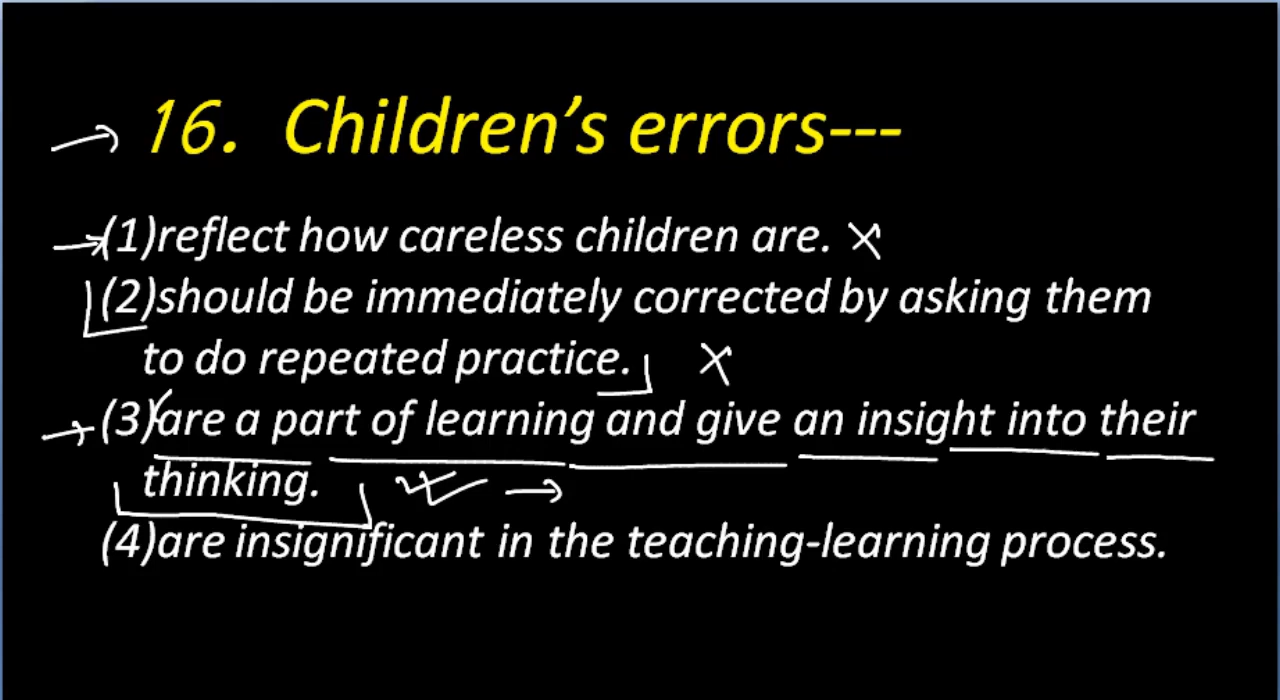 16. Children's errors---
(1)reflect how careless children are.
(2)should be immediately corrected by asking them
to do repeated practice.
(3)are a part of learning and give an insight into their
thinking.
(4)are insignificant in the teaching-learning process.